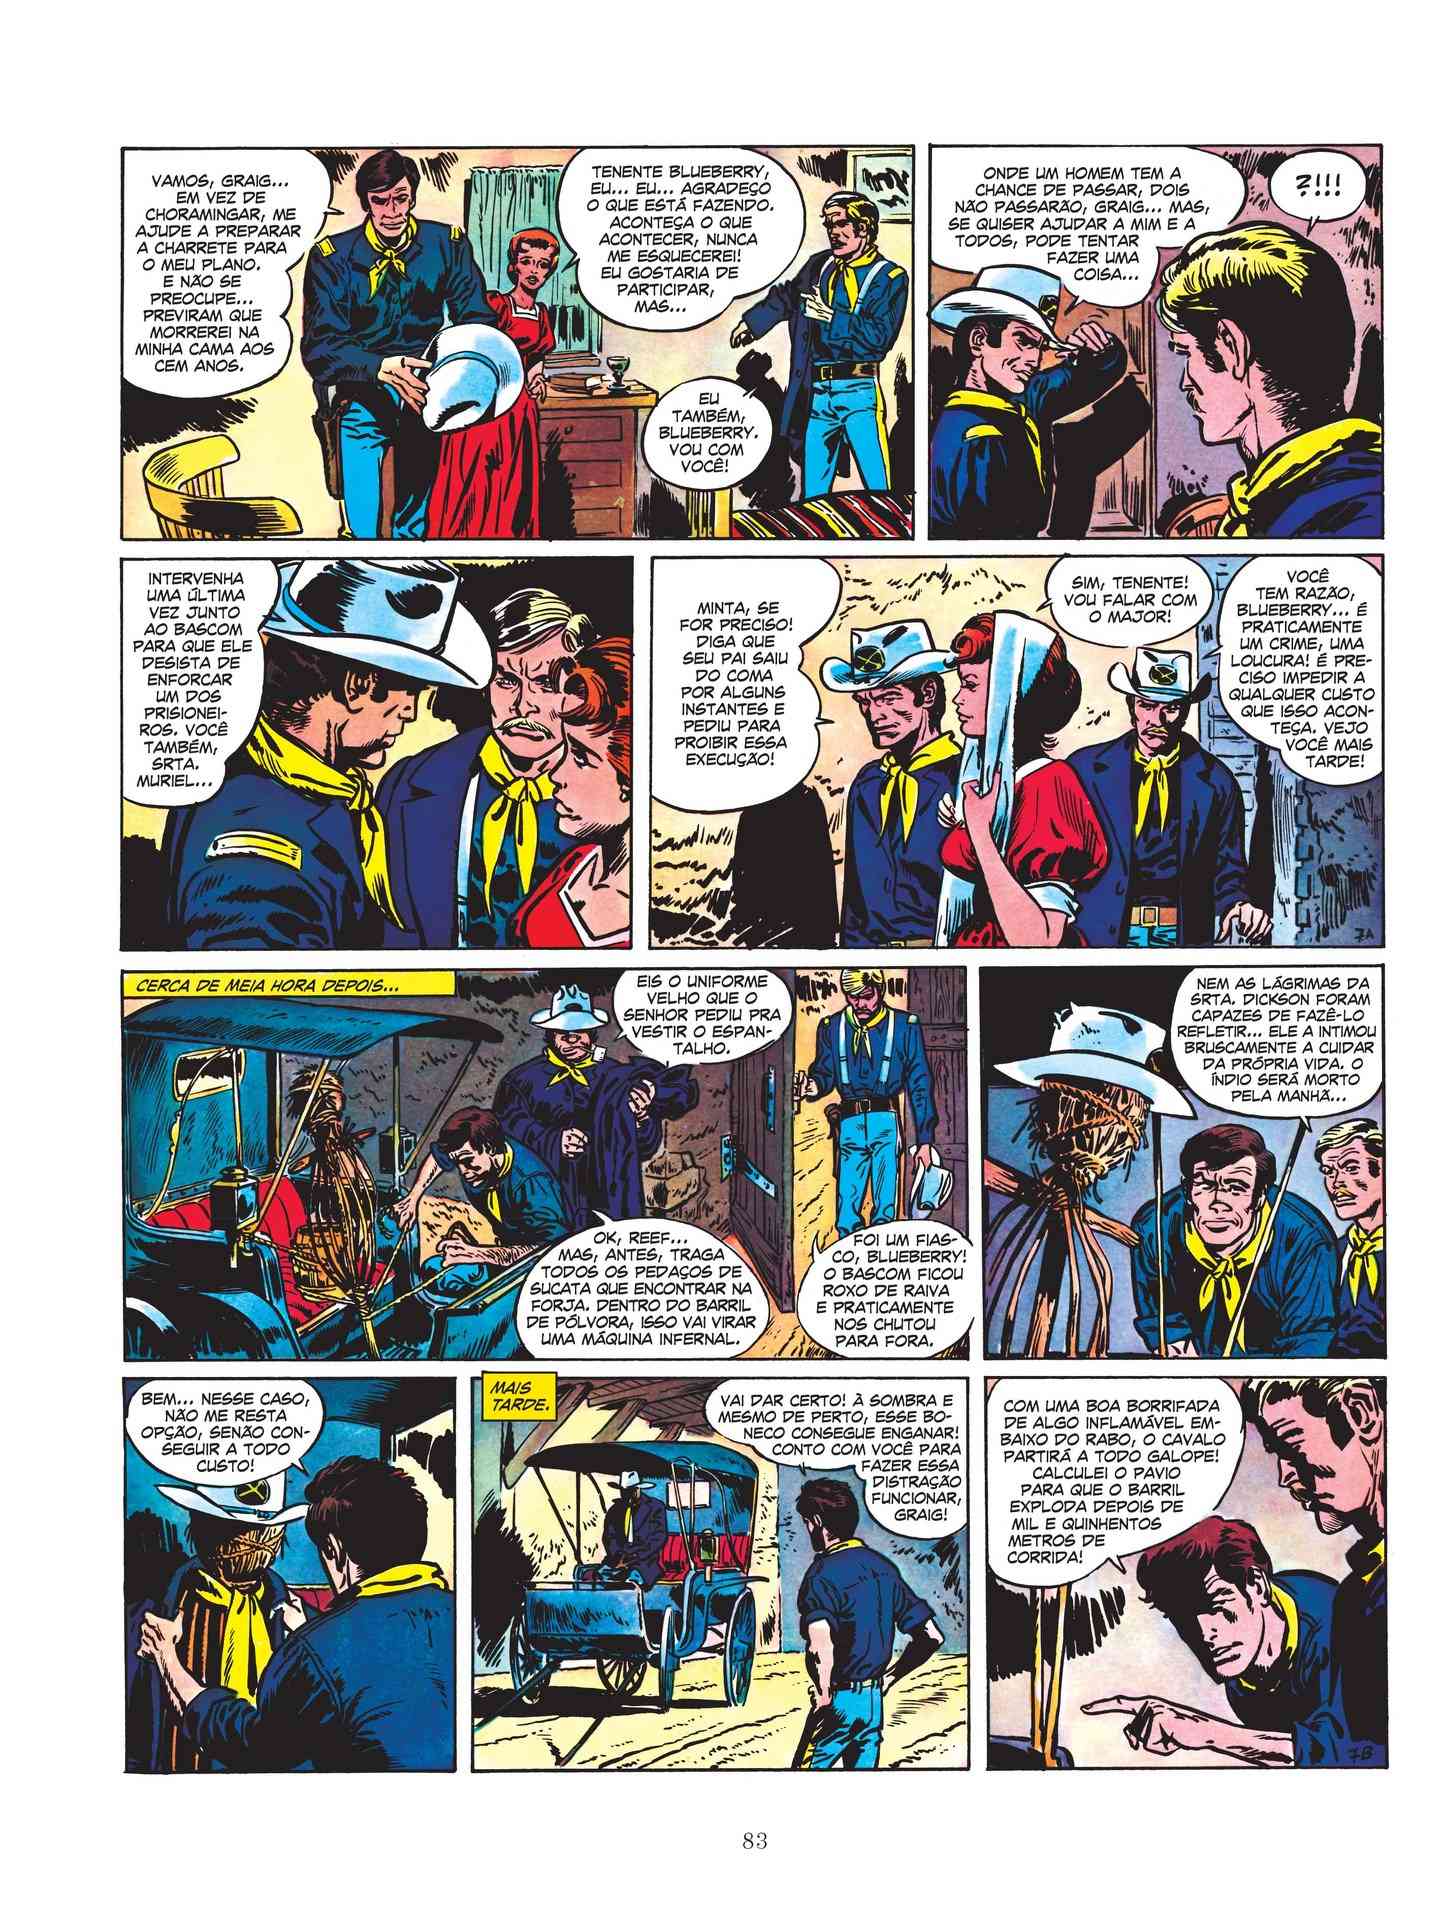 VAMOS, GRAIG...
EM VEZ DE
CHORAMINGAR, ME
AJUDE A PREPARAR
A CHARRETE PARA
O MEU PLANO.
E NÃO SE
PREOCUPE...
PREVIRAM QUE
MORREREI NA
MINHA CAMA AOS
CEM ANOS.
TENENTE BLUEBERRY,
EU... EU... AGRADEÇO
O QUE ESTÁ FAZENDO.
ACONTEÇA O QUE
ACONTECER, NUNCA
ME ESQUECEREI!
EU GOSTARIA DE
PARTICIPAR,
MAS...
EU
TAMBÉM,
BLUEBERRY.
VOU COM
VOCÊ!
ONDE UM HOMEM TEM A
CHANCE DE PASSAR, DOIS
NÃO PASSARÃO, GRAIG... MAS,
SE QUISER AJUDAR A MIM E A
TODOS, PODE TENTAR
FAZER UMA
COISA...
?!!!
INTERVENHA
UMA ÚLTIMA
VEZ JUNTO
AO BASCOM
PARA QUE ELE
DESISTA DE
ENFORCAR
UM DOS
PRISIONEI-
ROS. VOCÊ
TAMBÉM,
SRTA.
MURIEL...
MINTA, SE
FOR PRECISO!
DIGA QUE
SEU PAI SAIU
DO COMA
POR ALGUNS
INSTANTES E
PEDIU PARA
PROIBIR ESSA
EXECUÇÃO!
SIM, TENENTE!
VOU FALAR COM
O MAJOR!
VOCÊ
TEM RAZÃO,
BLUEBERRY... É
PRATICAMENTE
UM CRIME, UMA
LOUCURA! É PRE-
CISO IMPEDIR A
QUALQUER CUSTO
QUE ISSO ACON-
TEÇA. VEJO
VOCÊ MAIS
TARDE!
7A
CERCA DE MEIA HORA DEPOIS...
EIS O UNIFORME
VELHO QUE O
SENHOR PEDIU PRA
VESTIR O ESPAN-
TALHO.
OK, REEF...
MAS, ANTES, TRAGA
TODOS OS PEDAÇOS DE
SUCATA QUE ENCONTRAR NA
FORJA. DENTRO DO BARRIL
DE PÓLVORA, ISSO VAI VIRAR
UMA MÁQUINA INFERNAL.
FOI UM FIAS-
CO, BLUEBERRY!
O BASCOM FICOU
ROXO DE RAIVA
E PRATICAMENTE
NOS CHUTOU
PARA FORA.
NEM AS LÁGRIMAS DA
SRTA. DICKSON FORAM
CAPAZES DE FAZÊ-LO
REFLETIR... ELE A INTIMOU
BRUSCAMENTE A CUIDAR
DA PRÓPRIA VIDA. O
ÍNDIO SERÁ MORTO
PELA MANHÃ...
BEM... NESSE CASO,
NÃO ME RESTA
OPÇÃO, SENÃO CON-
SEGUIR A TODO
CUSTO!
MAIS
TARDE.
VAI DAR CERTO! À SOMBRA E
MESMO DE PERTO, ESSE BO-
NECO CONSEGUE ENGANAR!
CONTO COM VOCÊ PARA
FAZER ESSA
DISTRAÇÃO
FUNCIONAR,
GRAIG!
COM UMA BOA BORRIFADA
DE ALGO INFLAMÁVEL EM-
BAIXO DO RABO, O CAVALO
PARTIRÁ A TODO GALOPE!
CALCULEI O PAVIO
PARA QUE O BARRIL
EXPLODA DEPOIS DE
MIL E QUINHENTOS
METROS DE
CORRIDA!
7B
83